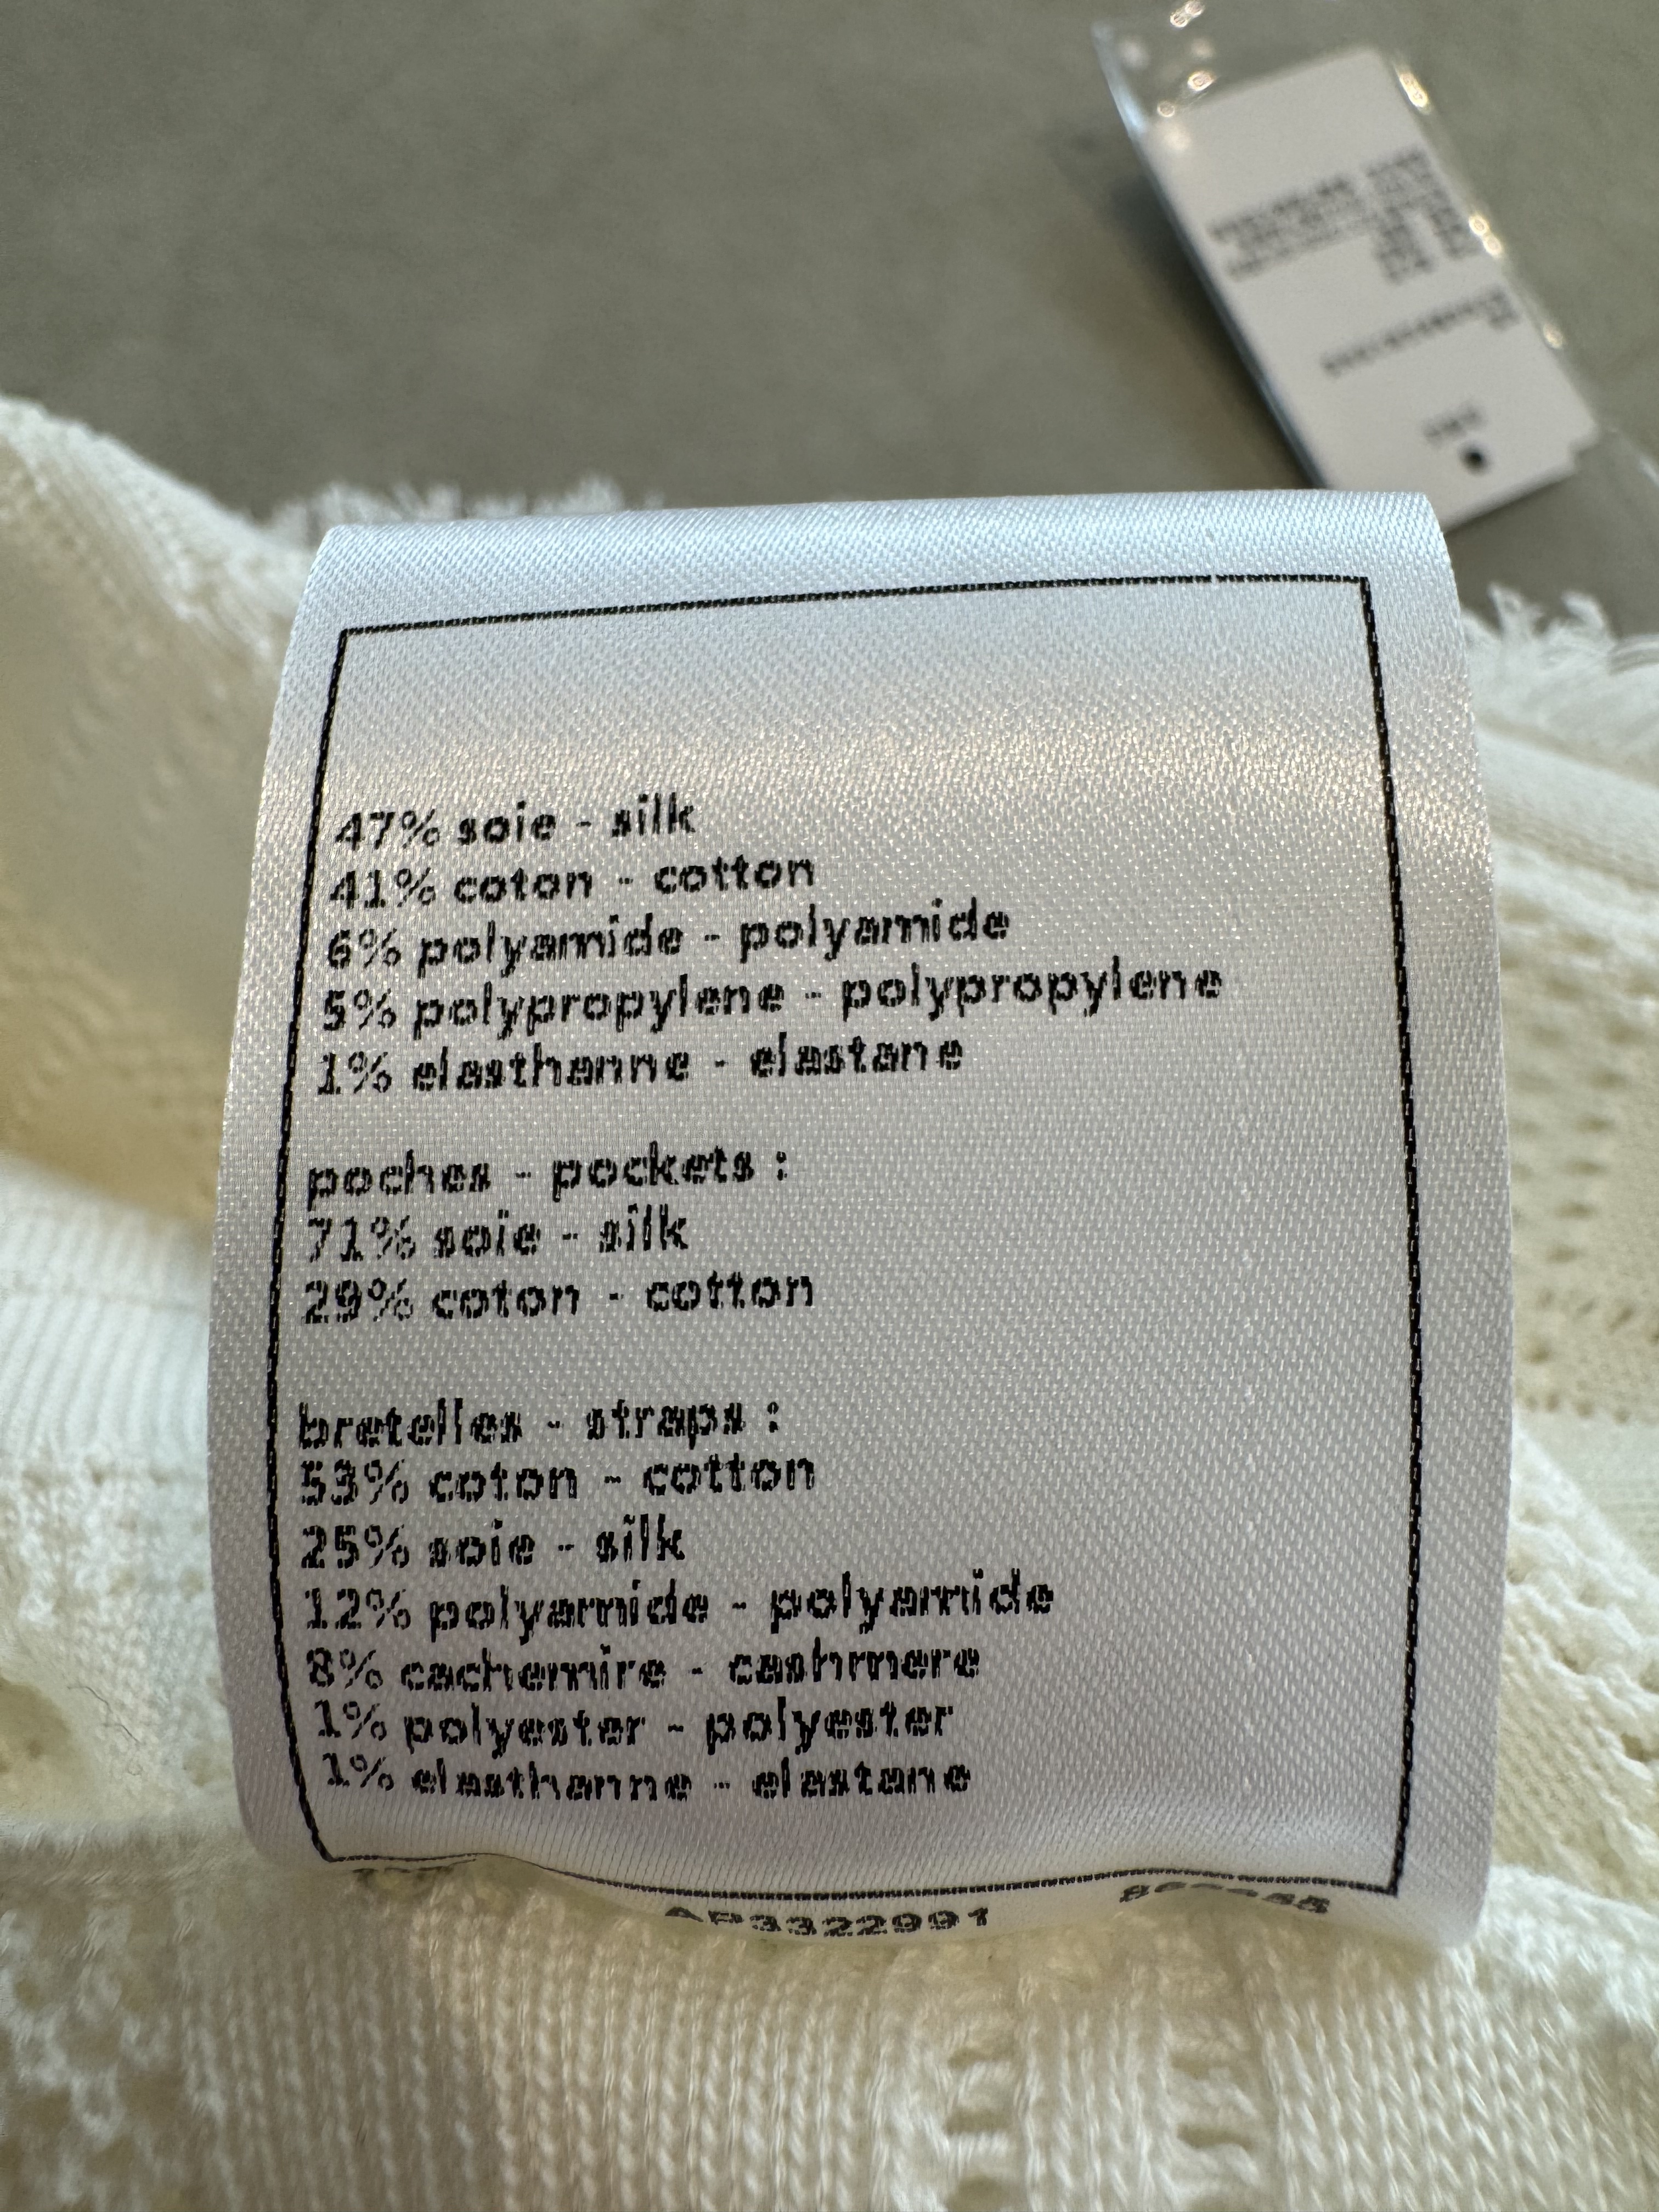 47% soie - silk
41% coton - cotton
6% polyamide - polyamide
5% polypropylene - polypropylene
1% elasthanne - elastane
poches - pockets :
71% soie - silk
29% coton - cotton
bretelles - straps :
53% coton - cotton
25% soie - silk
12% polyamide - polyamide
8% cachemire - cashmere
1% polyester - polyester
1% elasthanne - elastane